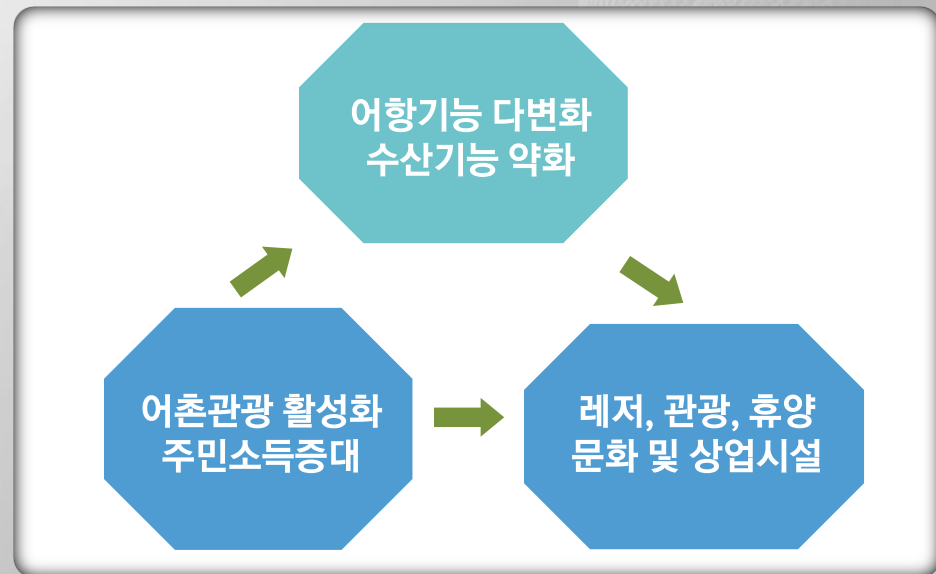 어항기능 다변화
수산기능 약화
어촌관광 활성화
주민소득증대
레저, 관광, 휴양
문화 및 상업시설